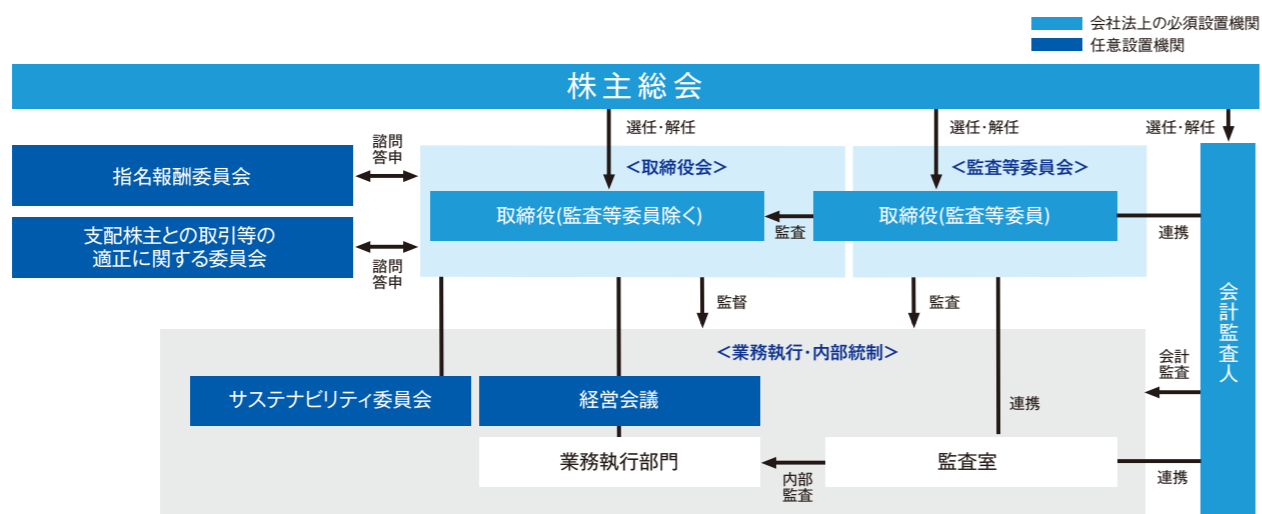 会社法上の必須設置機関
任意設置機関
株主総会
選任・解任
選任・解任
選任・解任
諮問
答申
指名報酬委員会
<取締役会>
<監査等委員会>
取締役(監査等委員除く)
監査
取締役(監査等委員)
連携
支配株主との取引等の
適正に関する委員会
諮問
答申
監督
監査
会計監査人
<業務執行・内部統制>
会計
監査
サステナビリティ委員会
経営会議
連携
業務執行部門
内部
監査
監査室
連携